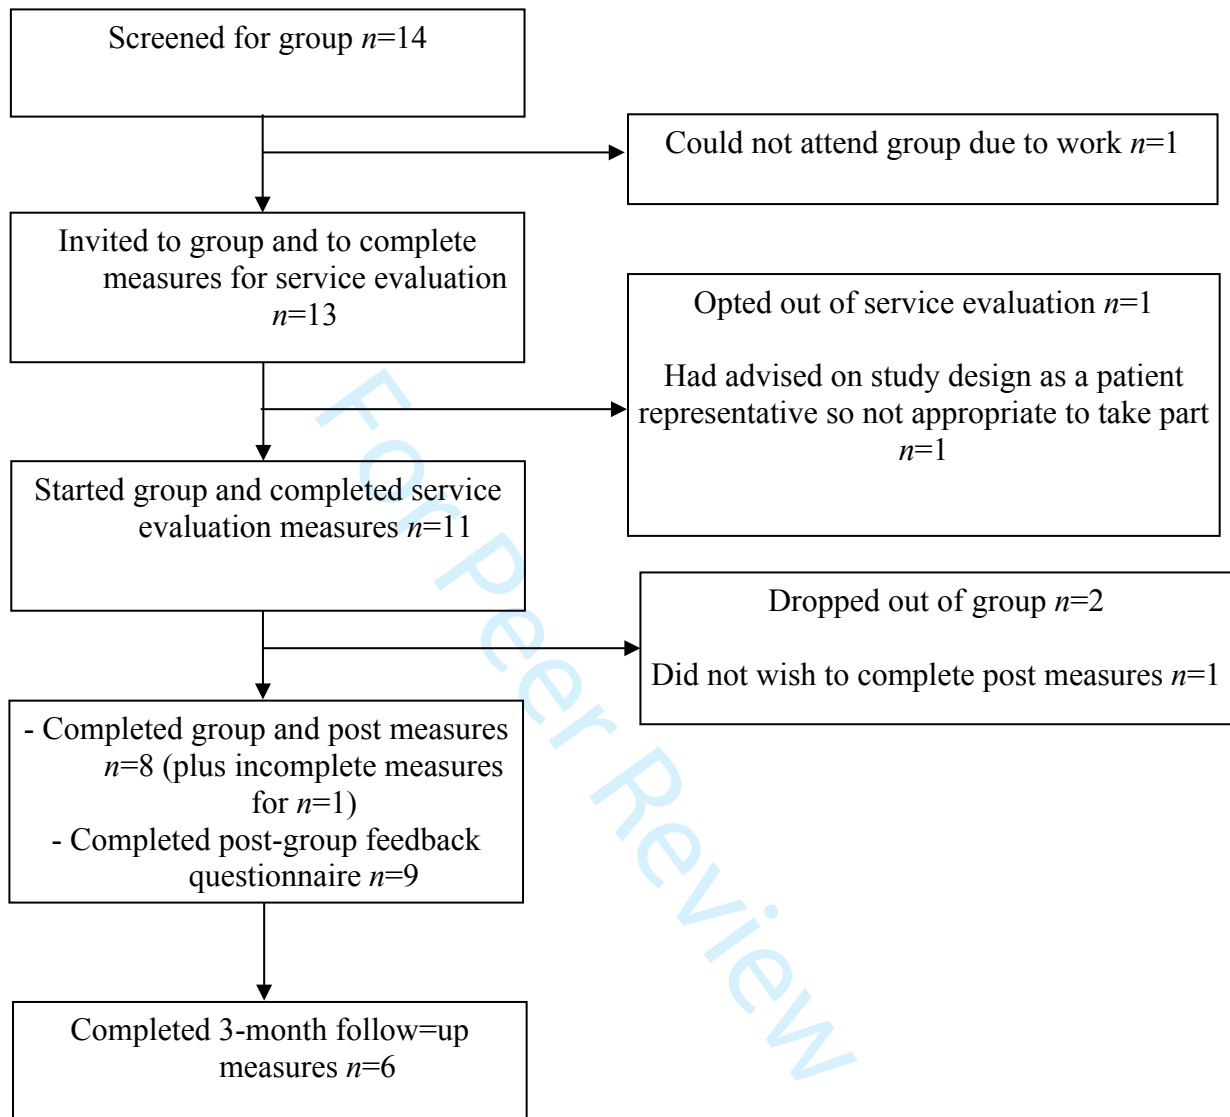 Screened for group n=14
Could not attend group due to work n=1
Invited to group and to complete
measures for service evaluation
n=13
Opted out of service evaluation n=1
Had advised on study design as a patient
representative so not appropriate to take part
n=1
Started group and completed service
evaluation measures n=11
Dropped out of group n=2
Did not wish to complete post measures n=1
- Completed group and post measures
n=8 (plus incomplete measures
for n=1)
- Completed post-group feedback
questionnaire n=9
Completed 3-month follow=up
measures n=6
For Peer Review